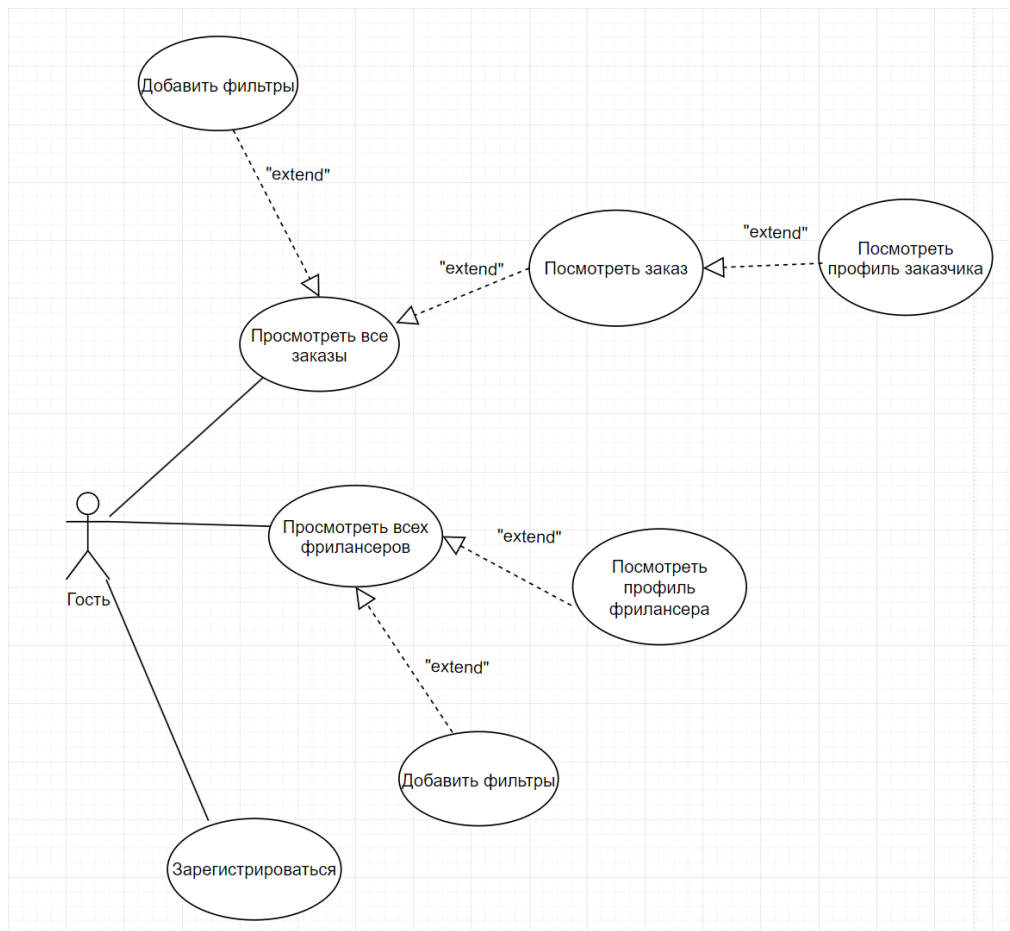 Добавить фильтры
"extend"
"extend"
Посмотреть заказ
"extend"
Посмотреть
профиль заказчика
Просмотреть все
заказы
Гость
Просмотреть всех
фрилансеров
"extend"
Посмотреть
профиль
фрилансера
"extend"
Добавить фильтры
Зарегистрироваться